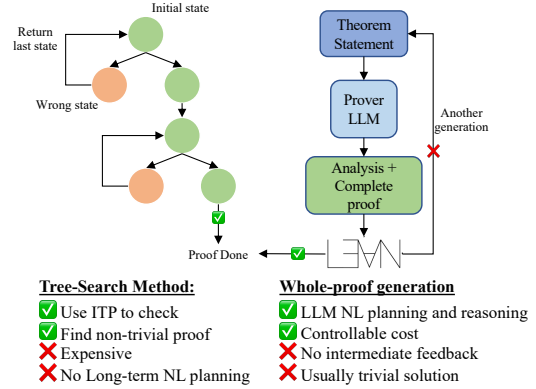 Initial state
Return
last state
Wrong state
Proof Done
Theorem
Statement
Prover
LLM
Analysis +
Complete
proof
Another
generation
LEAN
Tree-Search Method:
Use ITP to check
Find non-trivial proof
Expensive
No Long-term NL planning
Whole-proof generation
LLM NL planning and reasoning
Controllable cost
No intermediate feedback
Usually trivial solution